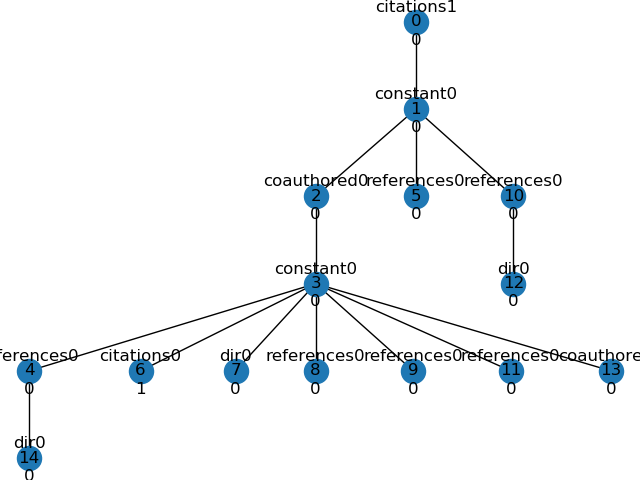 citations1
0
0
constant0
1
0
coauthored0 references0 references0
2 5 10
0 0 0
constant0 dir0
3 12
0 0
ferences0 citations0 dir0 references0 references0 references0 coauthore
4 6 7 8 9 11 13
0 1 0 0 0 0 0
dir0
14
0